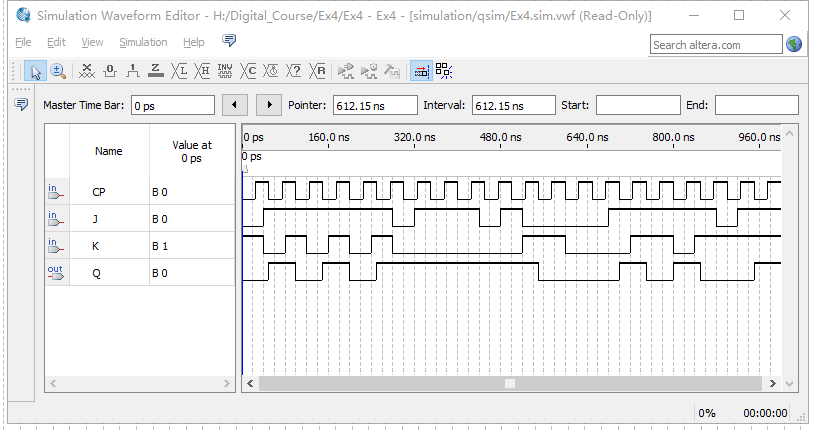 Simulation Waveform Editor - H:/Digital_Course/Ex4/Ex4 - Ex4 - [simulation/qsim/Ex4.sim.vwf (Read-Only)]
File Edit View Simulation Help
Search altera.com
Master Time Bar: 0 ps Pointer: 612.15 ns Interval: 612.15 ns Start: End:
Name Value at 0 ps
0 ps 160.0 ns 320.0 ns 480.0 ns 640.0 ns 800.0 ns 960.0 ns
0 ps
in CP B 0
in J B 0
in K B 1
out Q B 0
0% 00:00:00